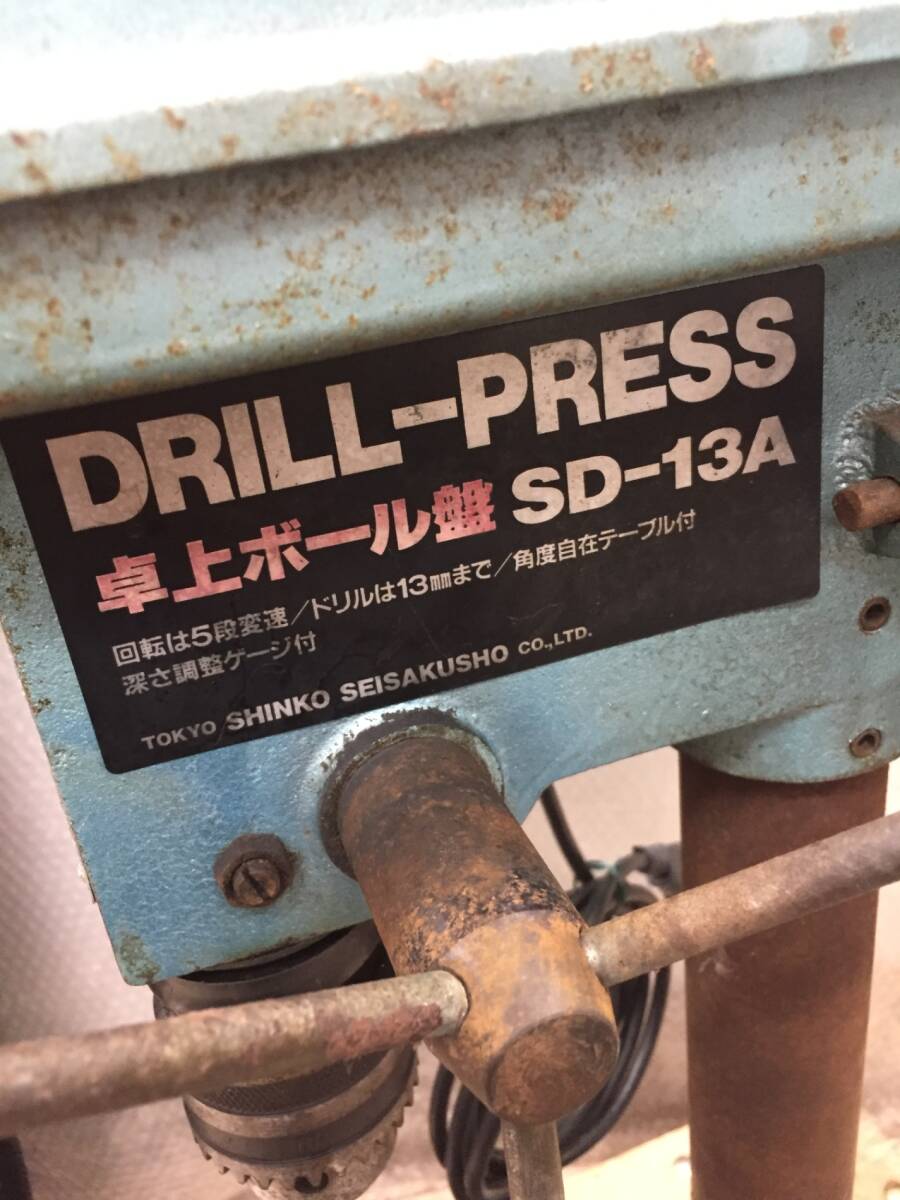 DRILL-PRESS
卓上ボール盤 SD-13A
回転は5段変速/ドリルは13㎜まで/角度自在テーブル付
深さ調整ゲージ付
TOKYO SHINKO SEISAKUSHO CO.,LTD.